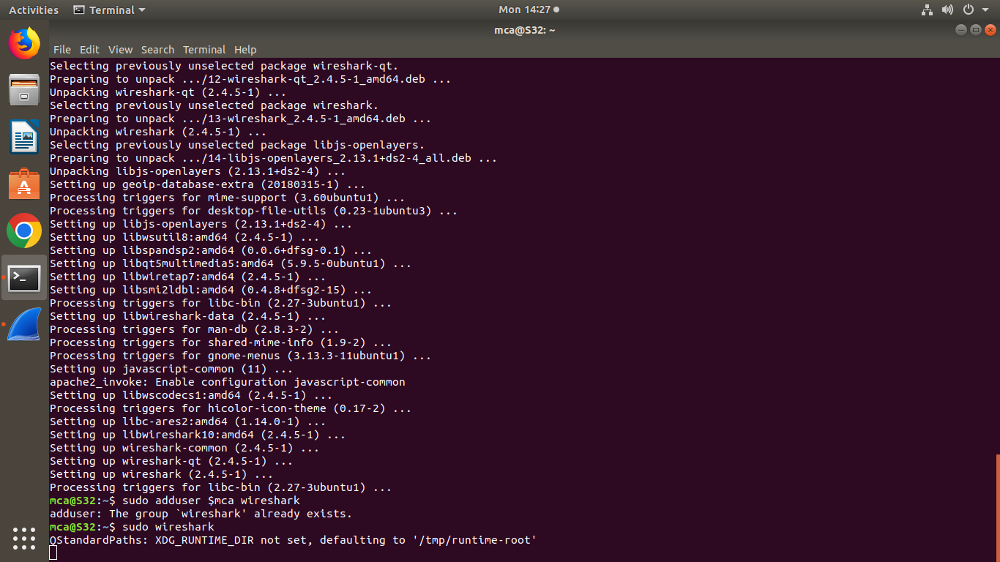 Activities Terminal Mon 14:27
mca@S32: ~
File Edit View Search Terminal Help
Selecting previously unselected package wireshark-qt.
Preparing to unpack .../12-wireshark-qt_2.4.5-1_amd64.deb ...
Unpacking wireshark-qt (2.4.5-1) ...
Selecting previously unselected package wireshark.
Preparing to unpack .../13-wireshark_2.4.5-1_amd64.deb ...
Unpacking wireshark (2.4.5-1) ...
Selecting previously unselected package libjs-openlayers.
Preparing to unpack .../14-libjs-openlayers_2.13.1+ds2-4_all.deb ...
Unpacking libjs-openlayers (2.13.1+ds2-4) ...
Setting up geoip-database-extra (20180315-1) ...
Processing triggers for mime-support (3.60ubuntu1) ...
Processing triggers for desktop-file-utils (0.23-1ubuntu3) ...
Setting up libjs-openlayers (2.13.1+ds2-4) ...
Setting up libwsutil8:amd64 (2.4.5-1) ...
Setting up libspandsp2:amd64 (0.0.6+dfsg-0.1) ...
Setting up libqt5multimedia5:amd64 (5.9.5-0ubuntu1) ...
Setting up libwiretap7:amd64 (2.4.5-1) ...
Setting up libsmi2ldbl:amd64 (0.4.8+dfsg2-15) ...
Processing triggers for libc-bin (2.27-3ubuntu1) ...
Setting up libwireshark-data (2.4.5-1) ...
Processing triggers for man-db (2.8.3-2) ...
Processing triggers for shared-mime-info (1.9-2) ...
Processing triggers for gnome-menus (3.13.3-11ubuntu1) ...
Setting up javascript-common (11) ...
apache2_invoke: Enable configuration javascript-common
Setting up libwscodecs1:amd64 (2.4.5-1) ...
Processing triggers for hicolor-icon-theme (0.17-2) ...
Setting up libc-ares2:amd64 (1.14.0-1) ...
Setting up libwireshark10:amd64 (2.4.5-1) ...
Setting up wireshark-common (2.4.5-1) ...
Setting up wireshark-qt (2.4.5-1) ...
Setting up wireshark (2.4.5-1) ...
Processing triggers for libc-bin (2.27-3ubuntu1) ...
mca@S32:~$ sudo adduser $mca wireshark
adduser: The group `wireshark' already exists.
mca@S32:~$ sudo wireshark
QStandardPaths: XDG_RUNTIME_DIR not set, defaulting to '/tmp/runtime-root'